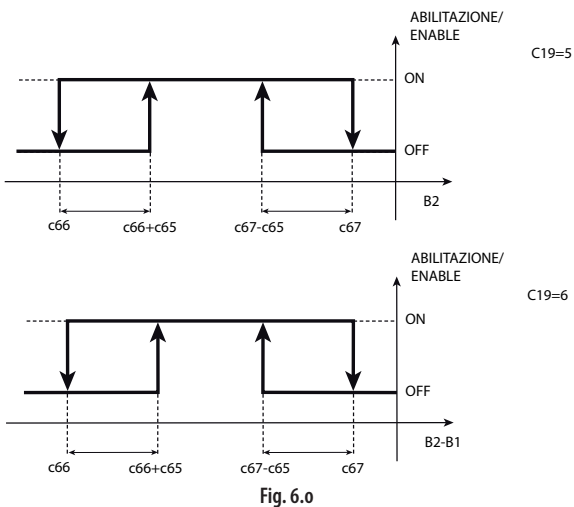 ABILITAZIONE/
ENABLE
C19=5
ON
OFF
B2
c66
c66+c65
c67-c65
c67
ABILITAZIONE/
ENABLE
C19=6
ON
OFF
B2-B1
c66
c66+c65
c67-c65
c67
Fig. 6.o